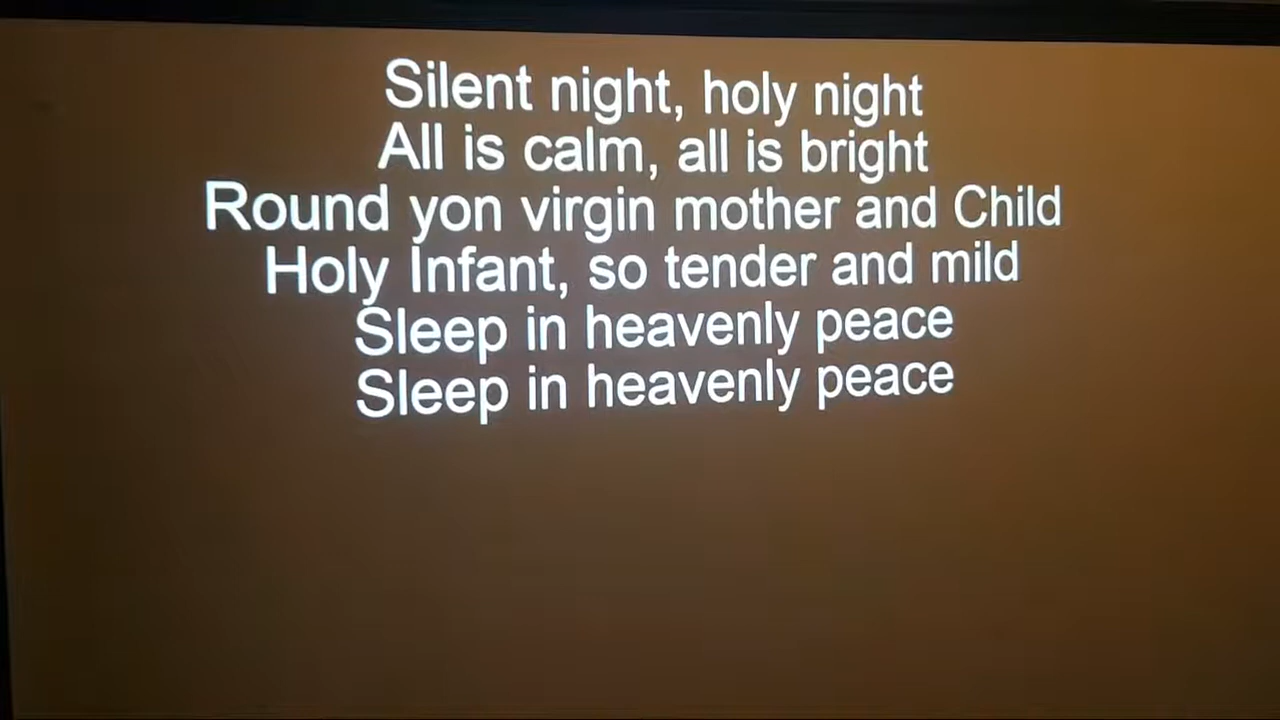 Silent night, holy night
All is calm, all is bright
Round yon virgin mother and Child
Holy Infant, so tender and mild
Sleep in heavenly peace
Sleep in heavenly peace